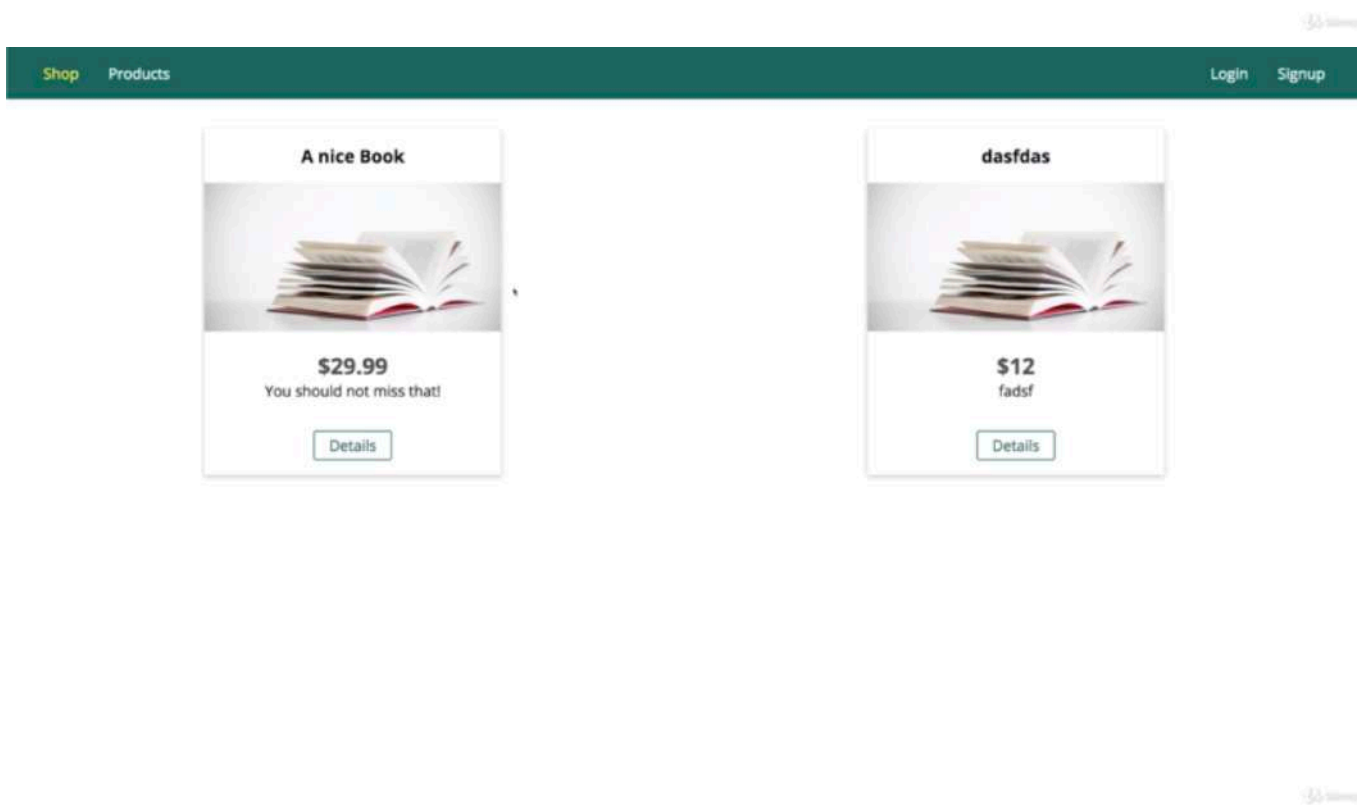 Shop Products Login Signup
A nice Book
$29.99
You should not miss that!
Details
dasfdas
$12
fadsf
Details